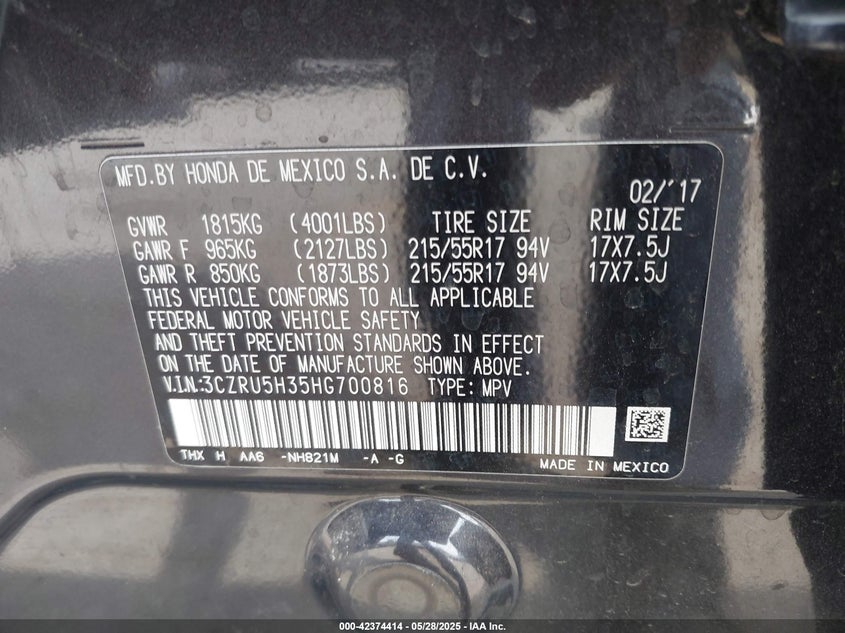 MFD.BY HONDA DE MEXICO S.A. DE C.V.
02/'17
GVWR 1815KG (4001LBS) TIRE SIZE RIM SIZE
GAWR F 965KG (2127LBS) 215/55R17 94V 17X7.5J
GAWR R 850KG (1873LBS) 215/55R17 94V 17X7.5J
THIS VEHICLE CONFORMS TO ALL APPLICABLE
FEDERAL MOTOR VEHICLE SAFETY
AND THEFT PREVENTION STANDARDS IN EFFECT
ON THE DATE OF MANUFACTURE SHOWN ABOVE.
V.I.N.:3CZRU5H35HG700816 TYPE: MPV
THX H AA6 -NH821M -A -G MADE IN MEXICO
000-42374414 - 05/28/2025 - IAA Inc.